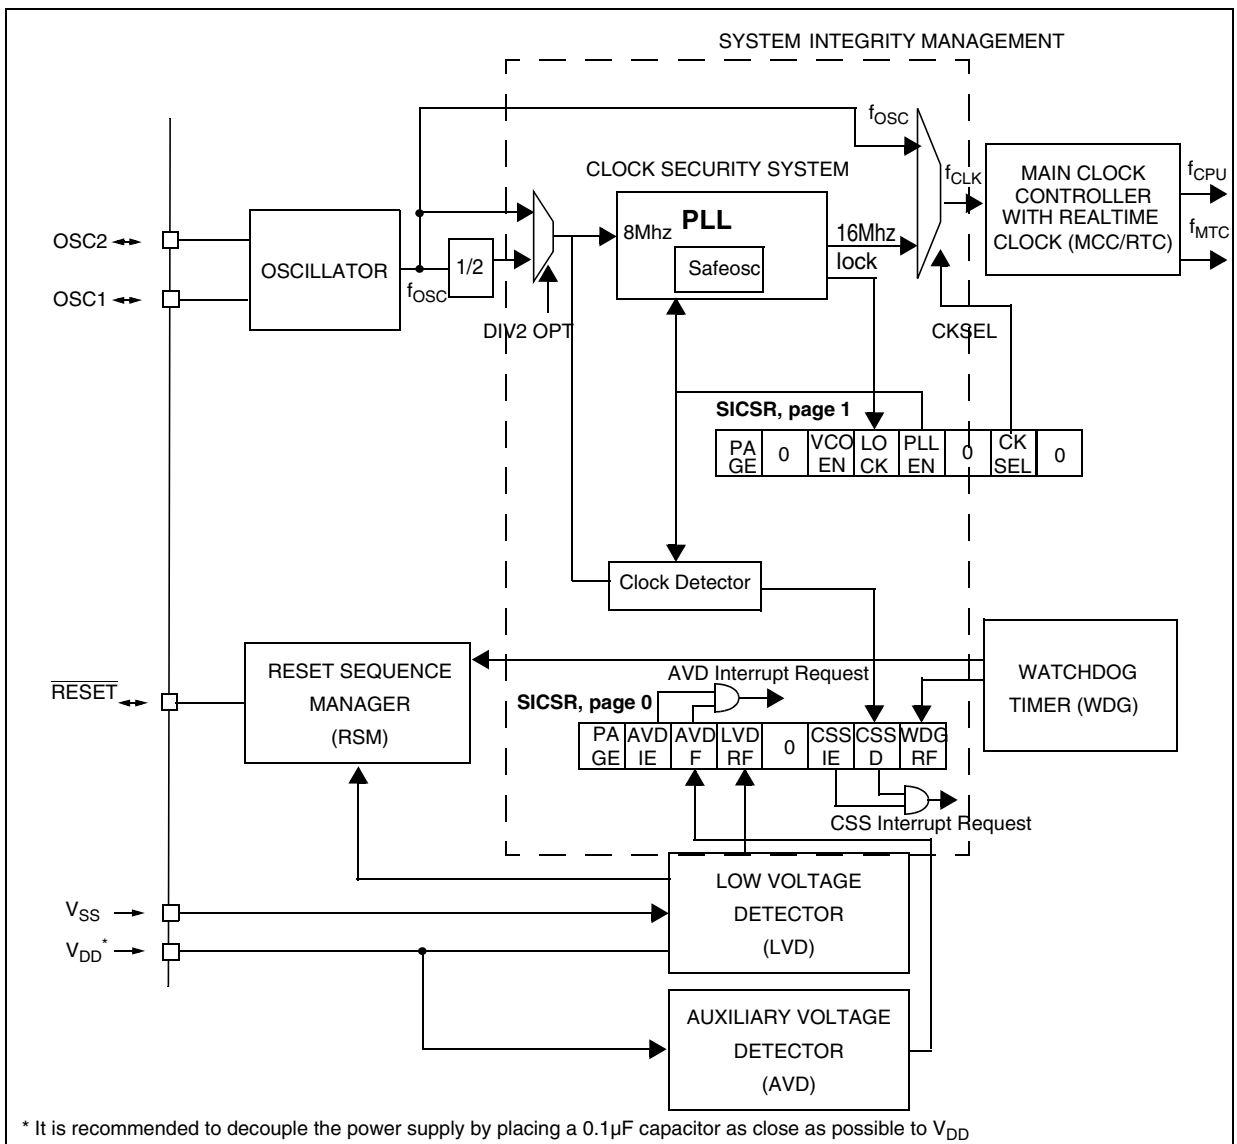 SYSTEM INTEGRITY MANAGEMENT
fOSC
CLOCK SECURITY SYSTEM
fCLK
MAIN CLOCK
CONTROLLER
WITH REALTIME
CLOCK (MCC/RTC)
fCPU
fMTC
8Mhz
PLL
Safeosc
16Mhz
lock
OSC2
OSC1
OSCILLATOR
fOSC
1/2
DIV2 OPT
CKSEL
SICSR, page 1
PA
GE
0
VCO
EN
LO
CK
PLL
EN
0
CK
SEL
0
Clock Detector
RESET
RESET SEQUENCE
MANAGER
(RSM)
WATCHDOG
TIMER (WDG)
AVD Interrupt Request
SICSR, page 0
PA
GE
AVD
IE
AVD
F
LVD
RF
0
CSS
IE
CSS
D
WDG
RF
CSS Interrupt Request
VSS
VDD*
LOW VOLTAGE
DETECTOR
(LVD)
AUXILIARY VOLTAGE
DETECTOR
(AVD)
* It is recommended to decouple the power supply by placing a 0.1µF capacitor as close as possible to VDD